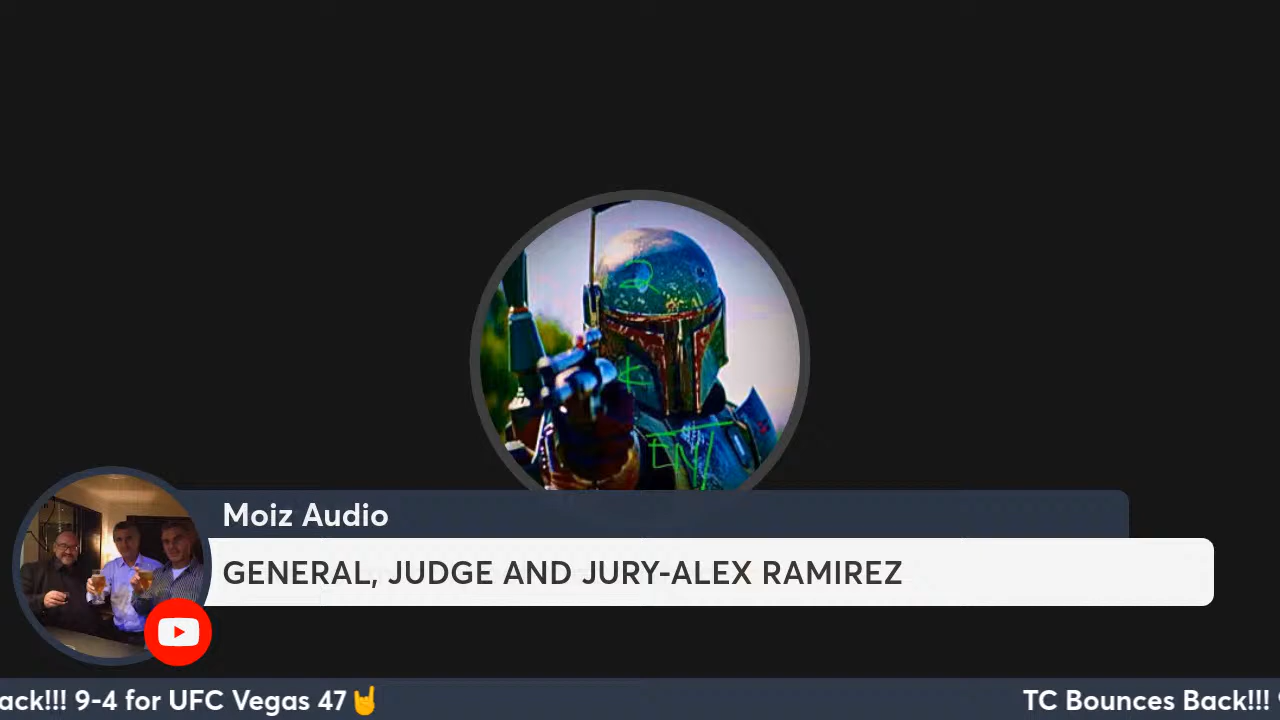 Moiz Audio
GENERAL, JUDGE AND JURY-ALEX RAMIREZ
ack!!! 9-4 for UFC Vegas 47🤘 TC Bounces Back!!!